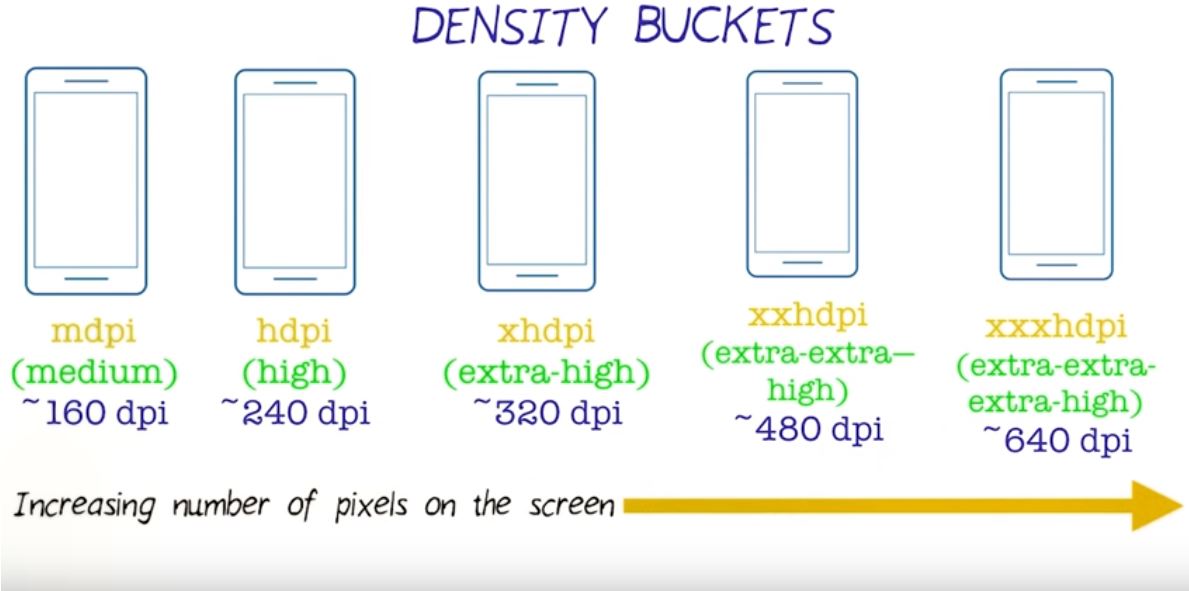 DENSITY BUCKETS
mdpi
(medium)
~160 dpi
hdpi
(high)
~240 dpi
xhdpi
(extra-high)
~320 dpi
xxhdpi
(extra-extra—
high)
~480 dpi
xxxhdpi
(extra-extra-
extra-high)
~640 dpi
Increasing number of pixels on the screen